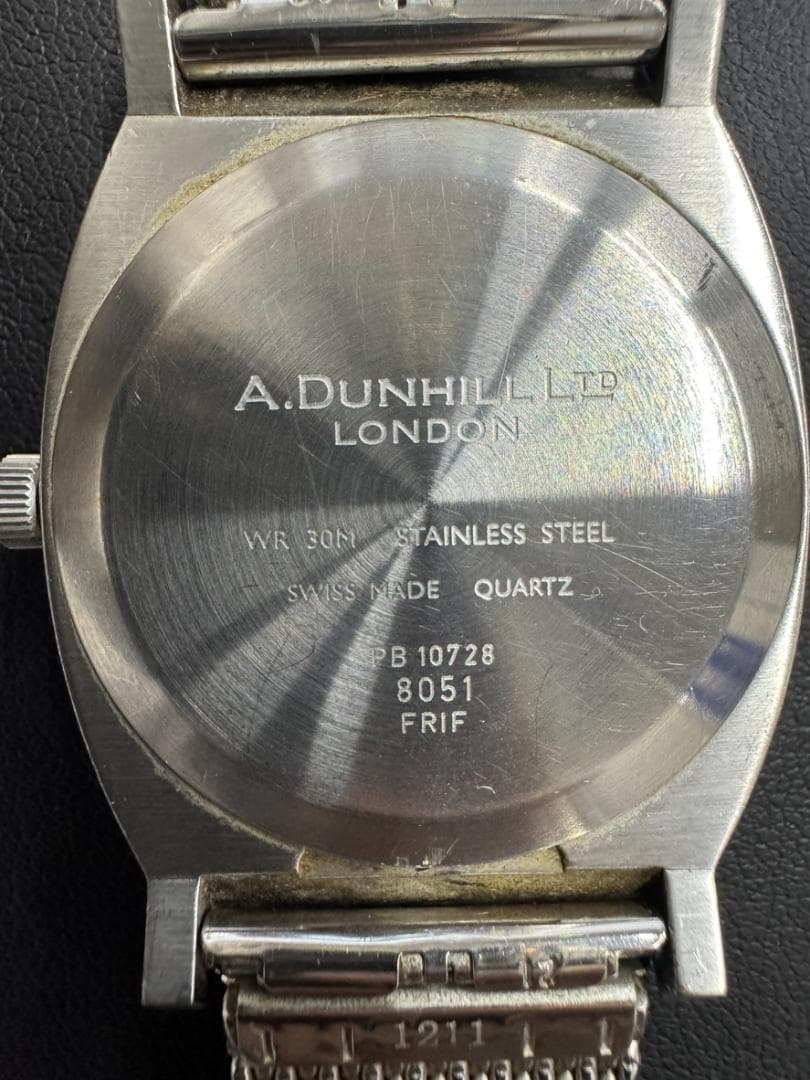 A. DUNHILL LTD
LONDON
WR 30M STAINLESS STEEL
SWISS MADE QUARTZ
PB 10728
8051
FRIF
1211